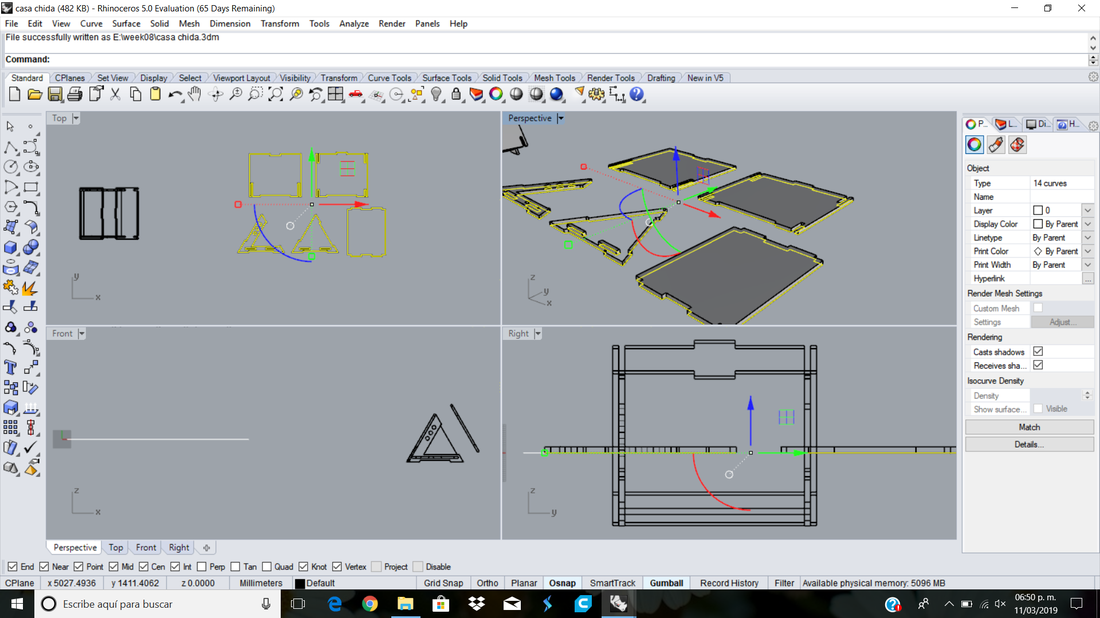 casa chida (482 KB) - Rhinoceros 5.0 Evaluation (65 Days Remaining)
File Edit View Curve Surface Solid Mesh Dimension Transform Tools Analyze Render Panels Help
File successfully written as E:\week08\casa chida.3dm
Command:
Standard CPlanes Set View Display Select Viewport Layout Visibility Transform Curve Tools Surface Tools Solid Tools Mesh Tools Render Tools Drafting New in V5
Top
Perspective
P... L... Di... H...
Object
Type 14 curves
Name
Layer 0
Display Color By Parent
Linetype By Parent
Print Color By Parent
Print Width By Parent
Hyperlink ...
Render Mesh Settings
Custom Mesh
Settings Adjust...
Rendering
Casts shadows
Receives sha...
Isocurve Density
Density
Show surface... Visible
Match
Details...
y
x
z
y
x
Front
Right
z
x
z
y
Perspective Top Front Right
End Near Point Mid Cen Int Perp Tan Quad Knot Vertex Project Disable
CPlane x 5027.4936 y 1411.4062 z 0.0000 Millimeters Default Grid Snap Ortho Planar Osnap SmartTrack Gumball Record History Filter Available physical memory: 5096 MB
Escribe aquí para buscar
06:50 p. m.
11/03/2019